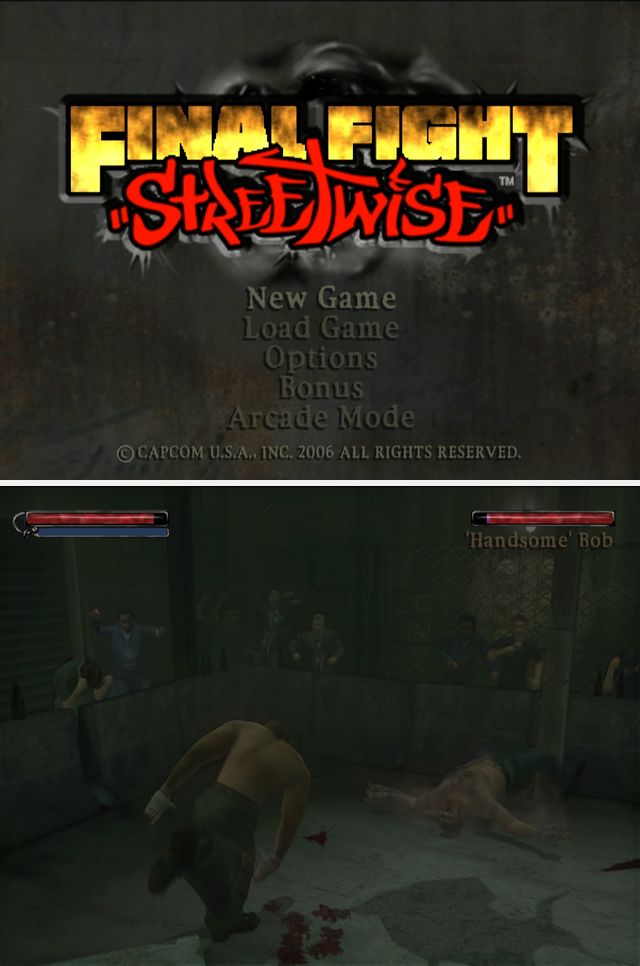 FINAL FIGHT
"STREETWISE"™
New Game
Load Game
Options
Bonus
Arcade Mode
© CAPCOM U.S.A., INC. 2006 ALL RIGHTS RESERVED.
'Handsome' Bob